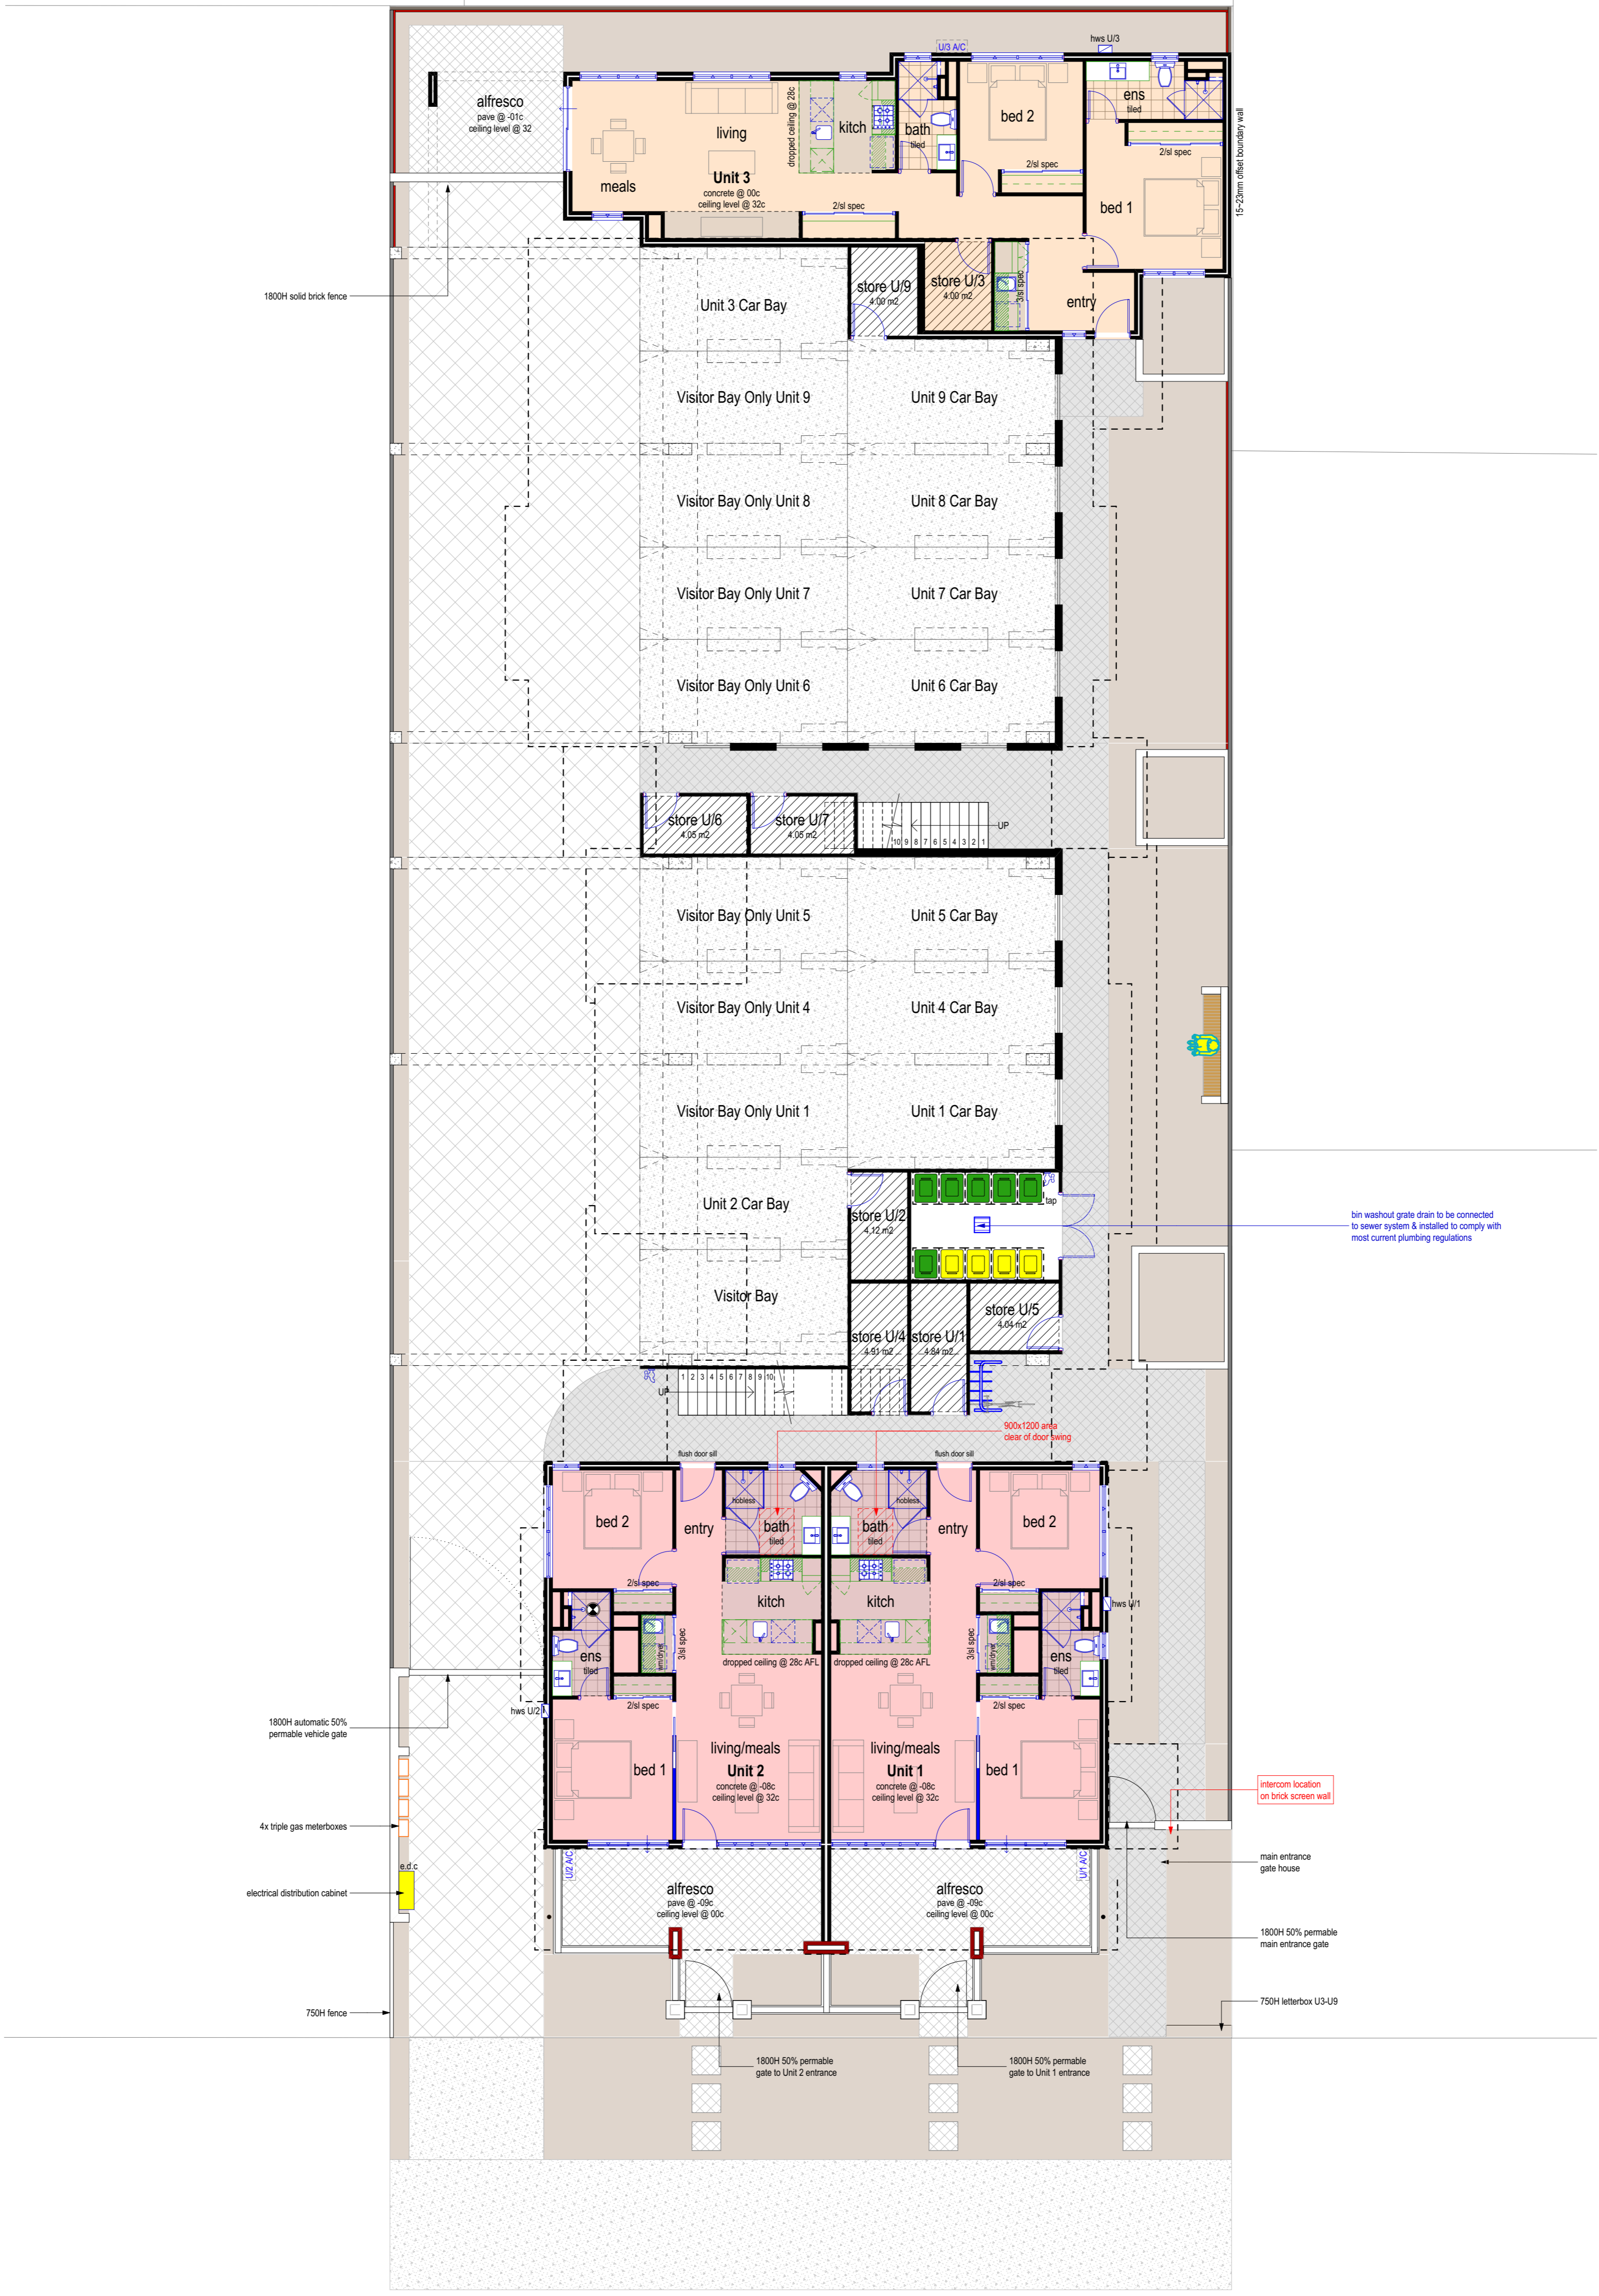 hws U/3
U/3 A/C
alfresco
pave @ -01c
ceiling level @ 32
living
dropped ceiling @ 28c
kitch
bath
tiled
bed 2
ens
tiled
2/sl spec
2/sl spec
15~23mm offset boundary wall
meals
Unit 3
concrete @ 00c
ceiling level @ 32c
2/sl spec
bed 1
1800H solid brick fence
Unit 3 Car Bay
store U/9
4.00 m2
store U/3
4.00 m2
3/sl spec
entry
Visitor Bay Only Unit 9
Unit 9 Car Bay
Visitor Bay Only Unit 8
Unit 8 Car Bay
Visitor Bay Only Unit 7
Unit 7 Car Bay
Visitor Bay Only Unit 6
Unit 6 Car Bay
store U/6
4.05 m2
store U/7
4.05 m2
UP
10 9 8 7 6 5 4 3 2 1
Visitor Bay Only Unit 5
Unit 5 Car Bay
Visitor Bay Only Unit 4
Unit 4 Car Bay
Visitor Bay Only Unit 1
Unit 1 Car Bay
Unit 2 Car Bay
store U/2
4.12 m2
tap
bin washout grate drain to be connected
to sewer system & installed to comply with
most current plumbing regulations
Visitor Bay
store U/4
4.91 m2
store U/1
4.84 m2
store U/5
4.04 m2
UP
1 2 3 4 5 6 7 8 9 10
900x1200 area
clear of door swing
flush door sill
flush door sill
bed 2
entry
hobless
bath
tiled
hobless
bath
tiled
entry
bed 2
2/sl spec
kitch
kitch
2/sl spec
hws U/1
ens
tiled
wm/dryer
3/sl spec
dropped ceiling @ 28c AFL
dropped ceiling @ 28c AFL
3/sl spec
wm/dryer
ens
tiled
2/sl spec
2/sl spec
hws U/2
1800H automatic 50%
permable vehicle gate
bed 1
living/meals
Unit 2
concrete @ -08c
ceiling level @ 32c
living/meals
Unit 1
concrete @ -08c
ceiling level @ 32c
bed 1
intercom location
on brick screen wall
4x triple gas meterboxes
e.d.c
electrical distribution cabinet
U/2 A/C
U/1 A/C
main entrance
gate house
alfresco
pave @ -09c
ceiling level @ 00c
alfresco
pave @ -09c
ceiling level @ 00c
1800H 50% permable
main entrance gate
750H fence
750H letterbox U3-U9
1800H 50% permable
gate to Unit 2 entrance
1800H 50% permable
gate to Unit 1 entrance